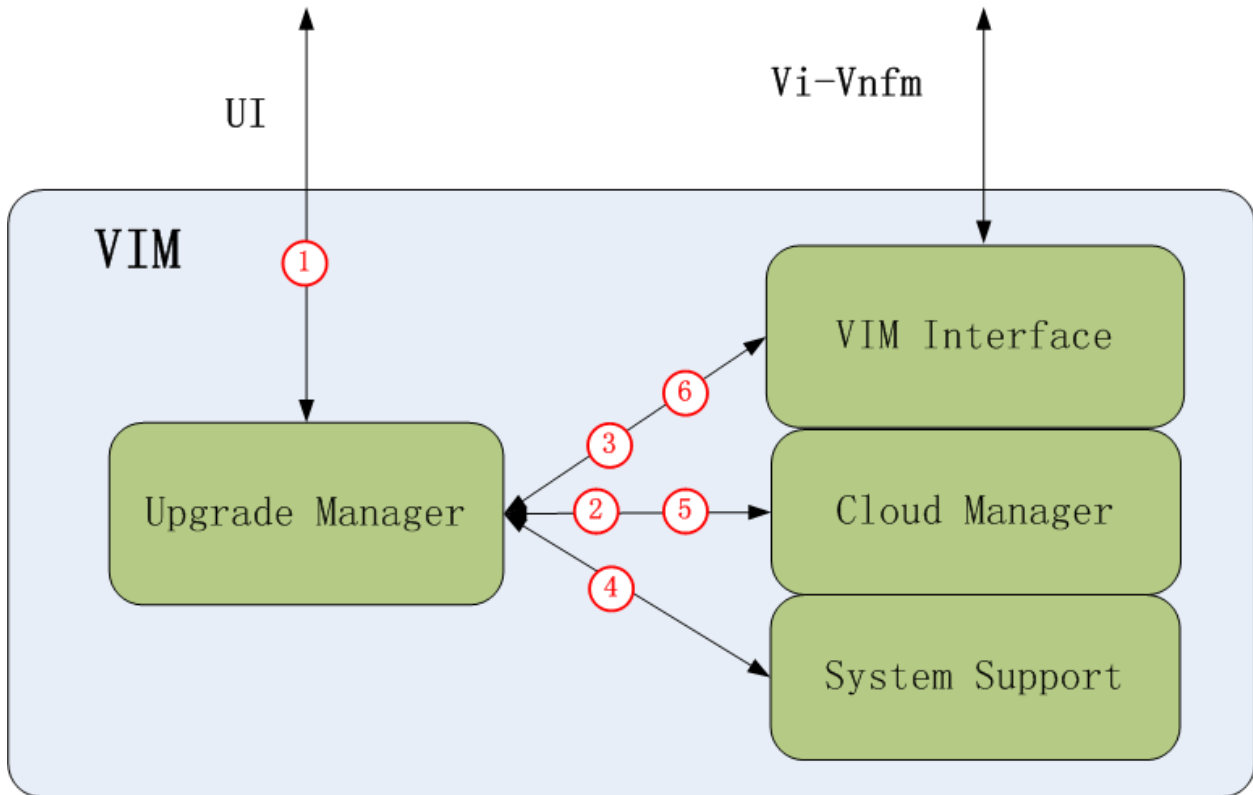 Vi-Vnfm
UI
VIM
1
VIM Interface
6
3
Upgrade Manager
2
5
Cloud Manager
4
System Support